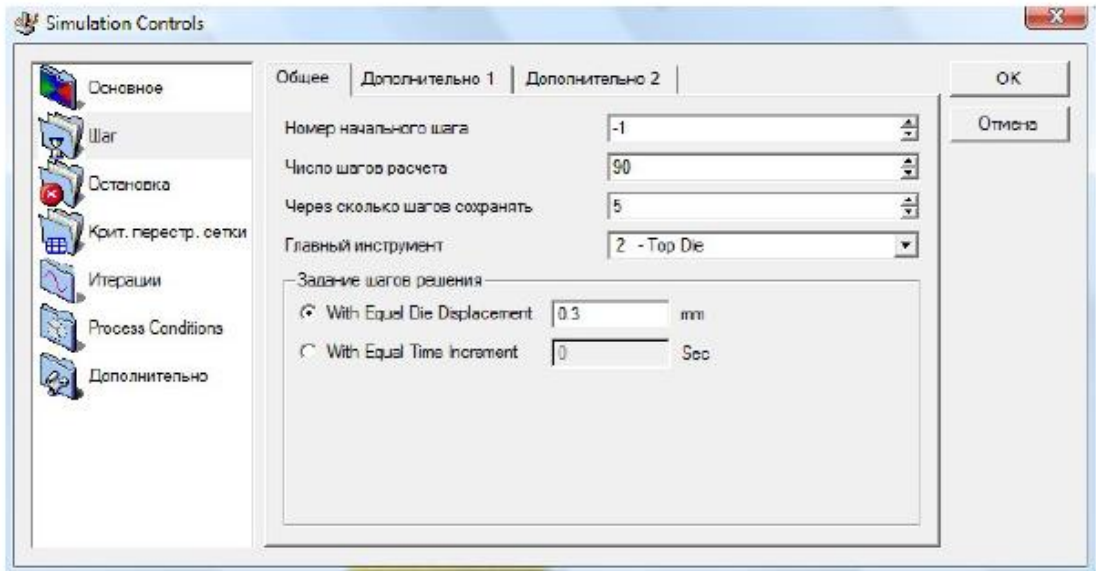 Simulation Controls
Основное
Шаг
Остановка
Крит. перестр. сетки
Итерации
Process Conditions
Дополнительно
Общее
Дополнительно 1
Дополнительно 2
Номер начального шага
-1
Число шагов расчета
90
Через сколько шагов сохранять
5
Главный инструмент
2 - Top Die
Задание шагов решения
With Equal Die Displacement
0.3
mm
With Equal Time Increment
0
Sec
OK
Отмена